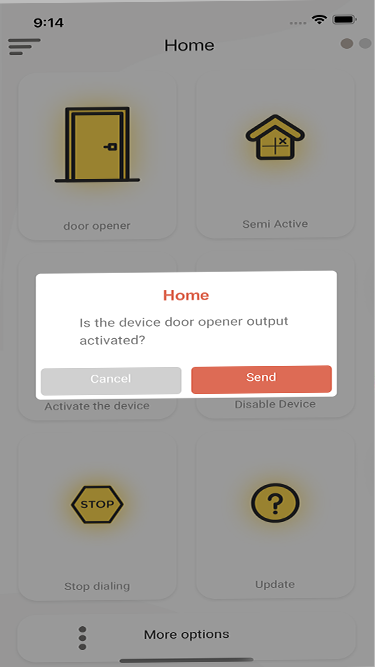 9:14
Home
door opener
Semi Active
Home
Is the device door opener output
activated?
Cancel
Send
Activate the device
Disable Device
STOP
Stop dialing
Update
More options